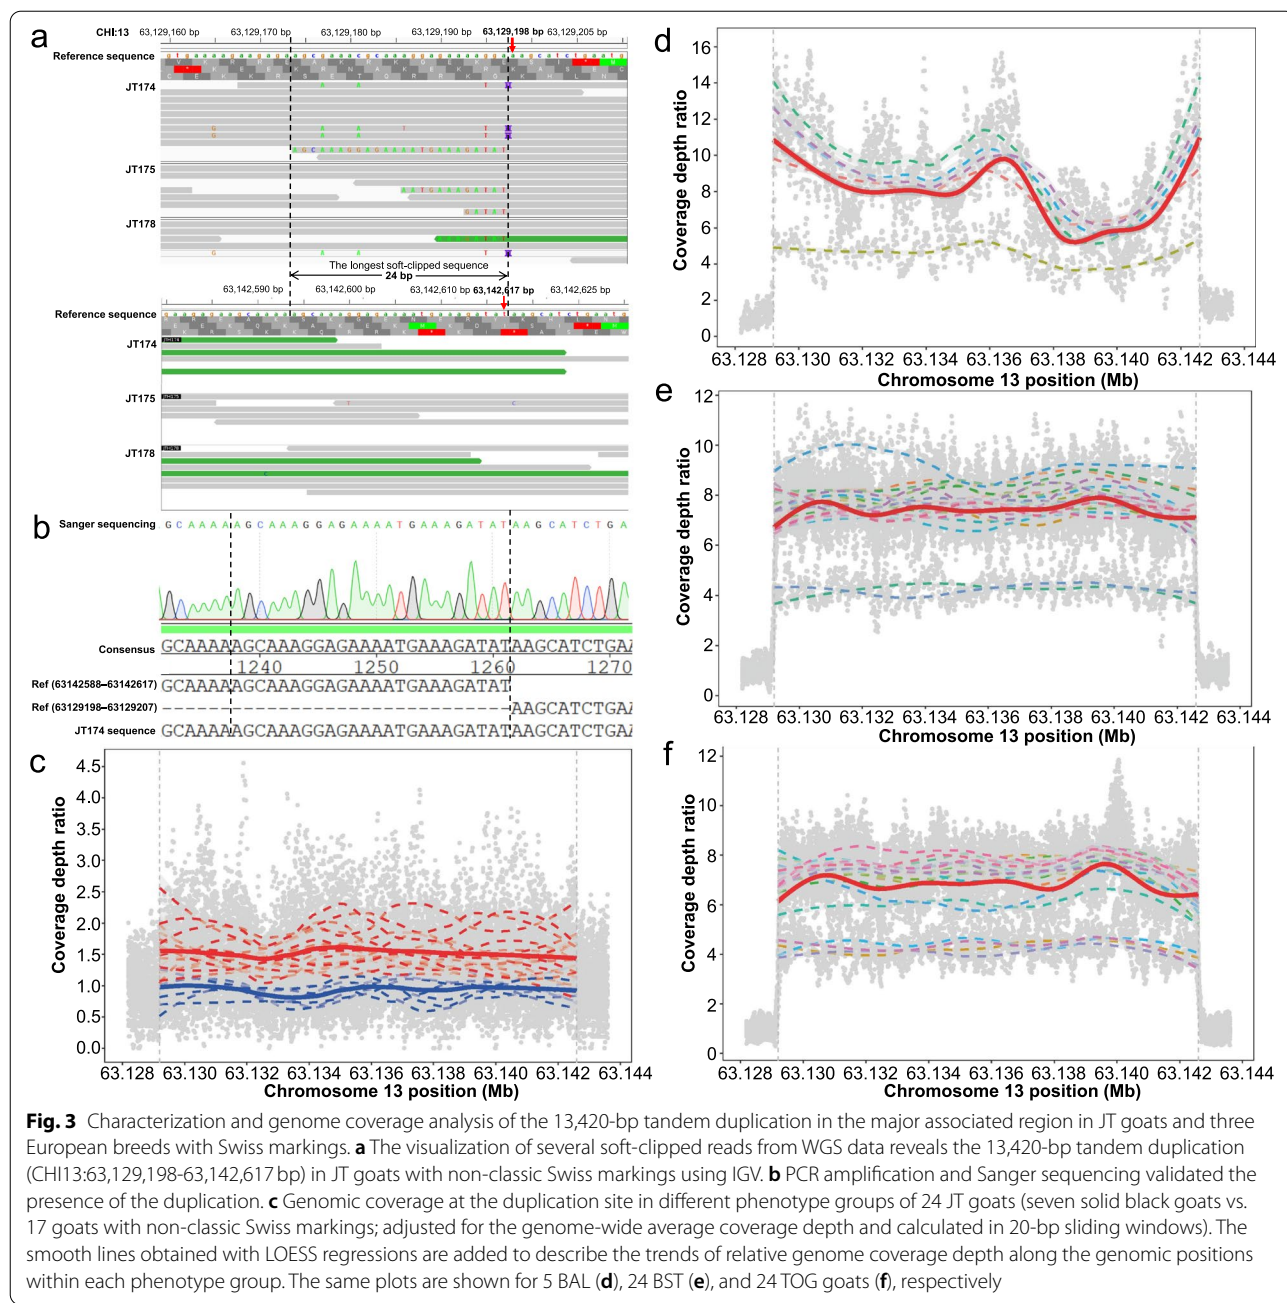 a
CHI:13
63,129,160 bp 63,129,170 bp 63,129,180 bp 63,129,190 bp 63,129,198 bp 63,129,205 bp
Reference sequence
JT174
A A T
G A A T
G A A T
A G C A A A G G A G A A A A T G A A A G A T A T
JT175
A A T G A A A G A T A T
G A T A T
JT178
G A A T
The longest soft-clipped sequence
24 bp
63,142,590 bp 63,142,600 bp 63,142,610 bp 63,142,617 bp 63,142,625 bp
Reference sequence
JT174
JT175
T C
JT178
C
b
Sanger sequencing G C A A A A A G C A A A G G A G A A A A T G A A A G A T A T A A G C A T C T G A
Consensus GCAAAAAGCAAAGGAGAAAATGAAAGATATAAGCATCTGAA
1240 1250 1260 1270
Ref (63142588–63142617) GCAAAAAGCAAAGGAGAAAATGAAAGATAT
Ref (63129198–63129207) AAGCATCTGAA
JT174 sequence GCAAAAAGCAAAGGAGAAAATGAAAGATATAAGCATCTGAA
c
Coverage depth ratio
4.5
4.0
3.5
3.0
2.5
2.0
1.5
1.0
0.5
0.0
63.128 63.130 63.132 63.134 63.136 63.138 63.140 63.142 63.144
Chromosome 13 position (Mb)
d
Coverage depth ratio
16
14
12
10
8
6
4
2
0
63.128 63.130 63.132 63.134 63.136 63.138 63.140 63.142 63.144
Chromosome 13 position (Mb)
e
Coverage depth ratio
12
10
8
6
4
2
0
63.128 63.130 63.132 63.134 63.136 63.138 63.140 63.142 63.144
Chromosome 13 position (Mb)
f
Coverage depth ratio
12
10
8
6
4
2
0
63.128 63.130 63.132 63.134 63.136 63.138 63.140 63.142 63.144
Chromosome 13 position (Mb)
Fig. 3 Characterization and genome coverage analysis of the 13,420-bp tandem duplication in the major associated region in JT goats and three
European breeds with Swiss markings. a The visualization of several soft-clipped reads from WGS data reveals the 13,420-bp tandem duplication
(CHI13:63,129,198-63,142,617 bp) in JT goats with non-classic Swiss markings using IGV. b PCR amplification and Sanger sequencing validated the
presence of the duplication. c Genomic coverage at the duplication site in different phenotype groups of 24 JT goats (seven solid black goats vs.
17 goats with non-classic Swiss markings; adjusted for the genome-wide average coverage depth and calculated in 20-bp sliding windows). The
smooth lines obtained with LOESS regressions are added to describe the trends of relative genome coverage depth along the genomic positions
within each phenotype group. The same plots are shown for 5 BAL (d), 24 BST (e), and 24 TOG goats (f), respectively